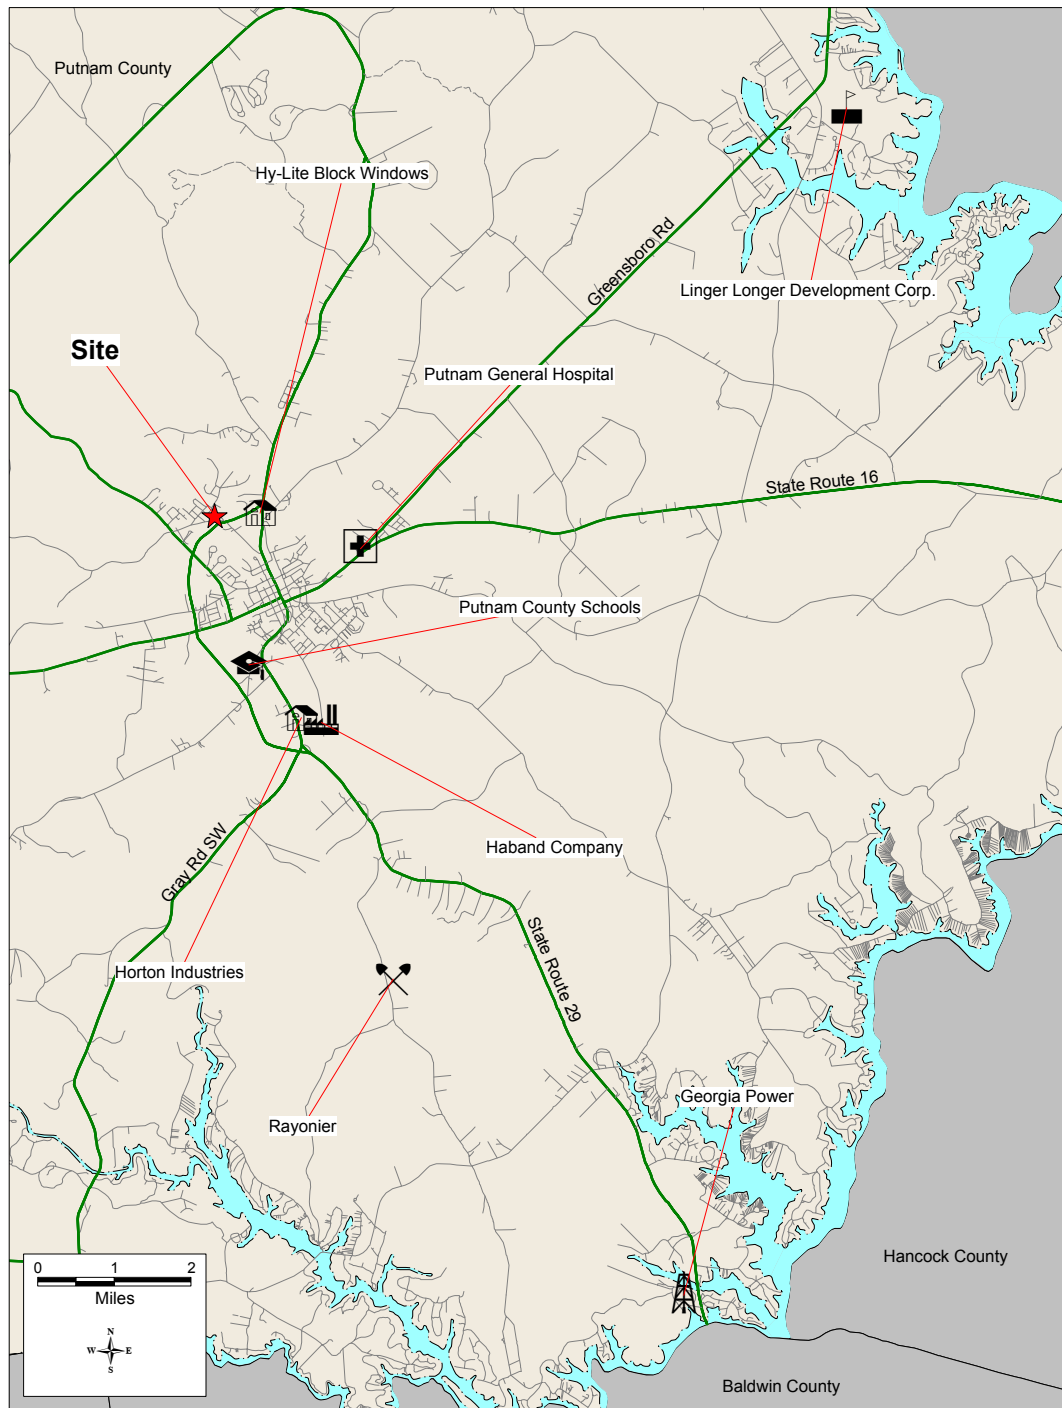 Putnam County
Hy-Lite Block Windows
Greensboro Rd
Linger Longer Development Corp.
Site
Putnam General Hospital
State Route 16
Putnam County Schools
Haband Company
Gray Rd SW
Horton Industries
State Route 29
Georgia Power
Rayonier
Hancock County
0 1 2
Miles
N
W E
S
Baldwin County